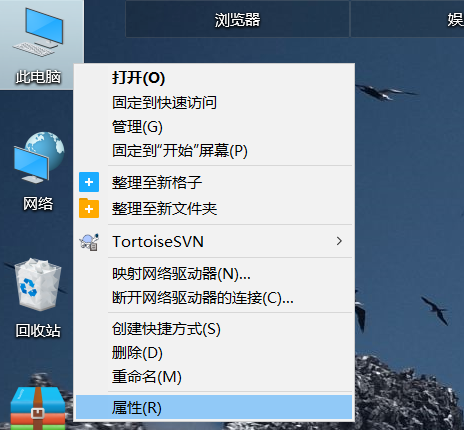 浏览器
娱
此电脑
打开(O)
固定到快速访问
管理(G)
固定到“开始”屏幕(P)
整理至新格子
整理至新文件夹
网络
TortoiseSVN
映射网络驱动器(N)...
断开网络驱动器的连接(C)...
回收站
创建快捷方式(S)
删除(D)
重命名(M)
属性(R)